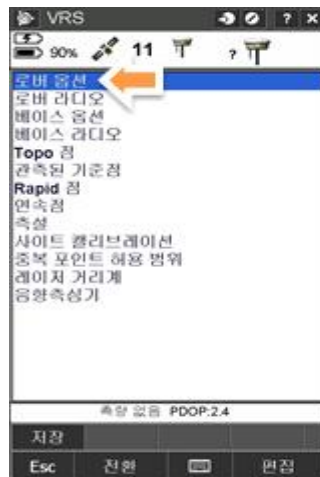 VRS ? x
90% 11 ?
로버 옵션
로버 라디오
베이스 옵션
베이스 라디오
Topo 점
관측된 기준점
Rapid 점
연속점
측설
사이트 캘리브레이션
중복 포인트 허용 범위
레이저 거리계
음향측심기
측량 없음 PDOP:2.4
저장
Esc 전환 편집